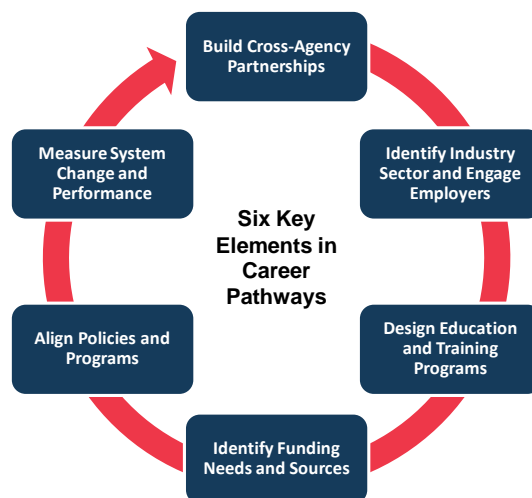 Build Cross-Agency
Partnerships
Identify Industry
Sector and Engage
Employers
Design Education
and Training
Programs
Identify Funding
Needs and Sources
Align Policies and
Programs
Measure System
Change and
Performance
Six Key
Elements in
Career
Pathways